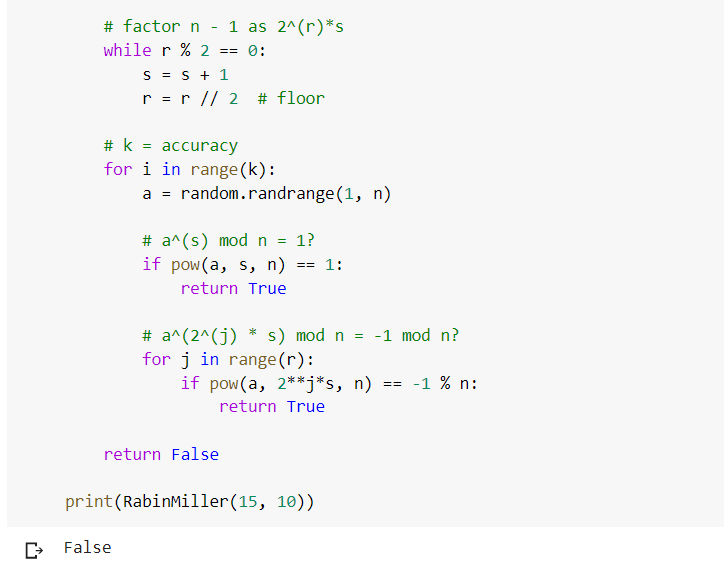 # factor n - 1 as 2^(r)*s
while r % 2 == 0:
s = s + 1
r = r // 2  # floor
# k = accuracy
for i in range(k):
a = random.randrange(1, n)
# a^(s) mod n = 1?
if pow(a, s, n) == 1:
return True
# a^(2^(j) * s) mod n = -1 mod n?
for j in range(r):
if pow(a, 2**j*s, n) == -1 % n:
return True
return False
print(RabinMiller(15, 10))
False